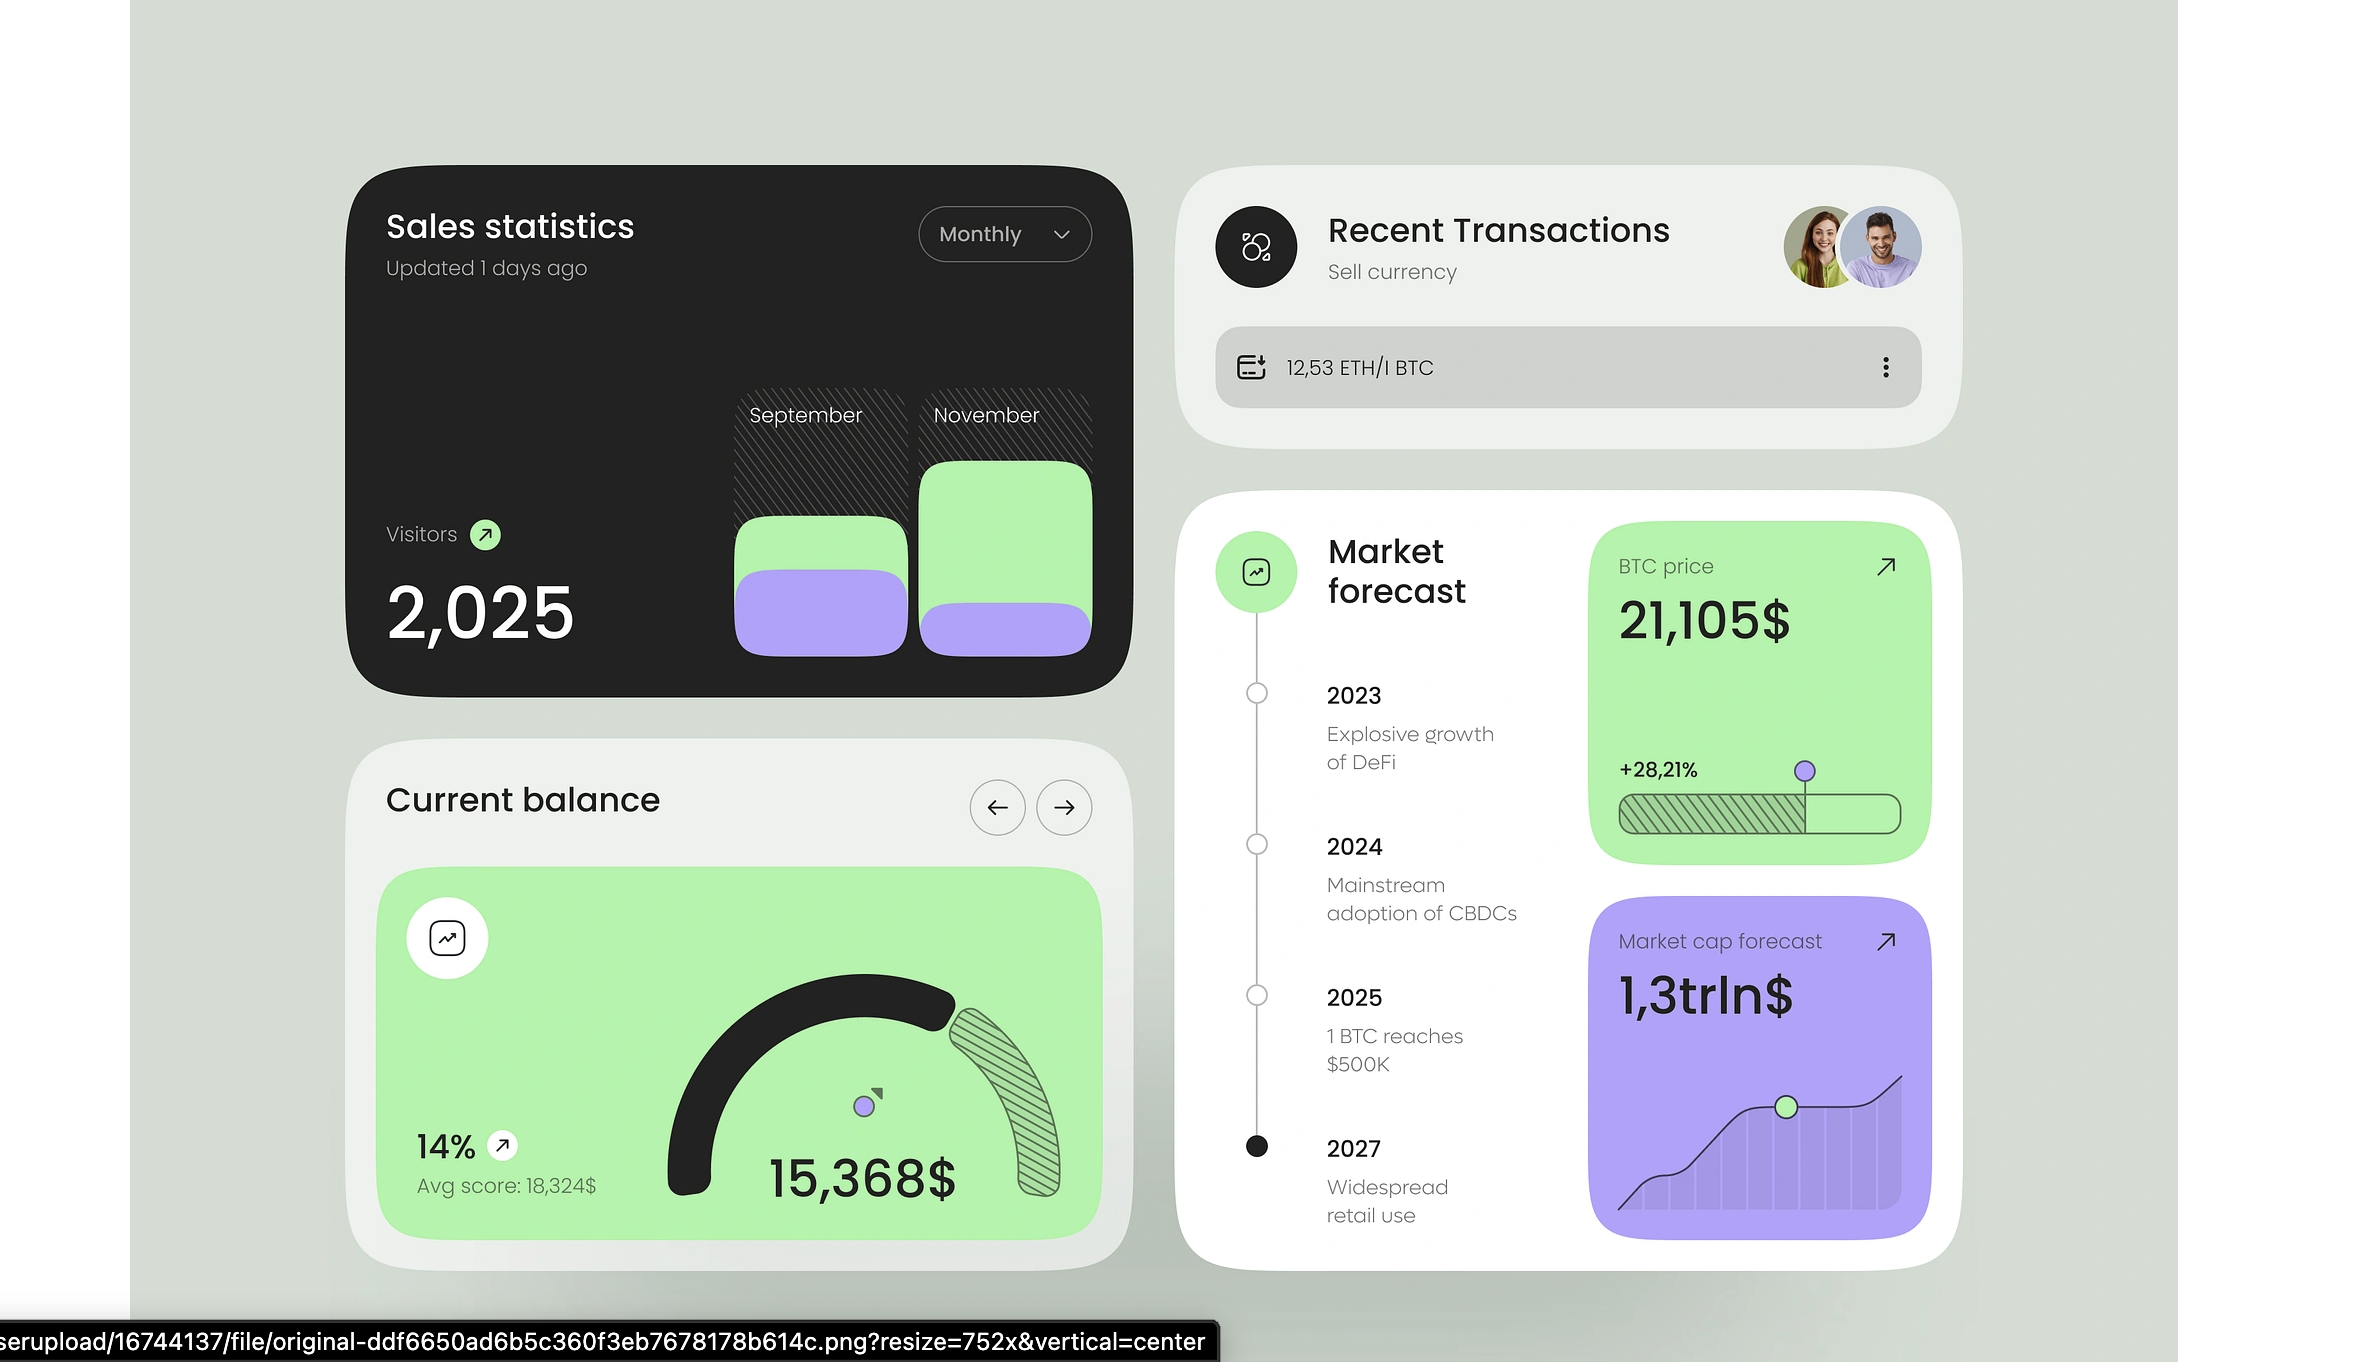 Sales statistics
Updated 1 days ago
Monthly
September
November
Visitors
2,025
Current balance
14%
Avg score: 18,324$
15,368$
Recent Transactions
Sell currency
12,53 ETH/I BTC
Market
forecast
2023
Explosive growth
of DeFi
2024
Mainstream
adoption of CBDCs
2025
1 BTC reaches
$500K
2027
Widespread
retail use
BTC price
21,105$
+28,21%
Market cap forecast
1,3trln$
serupload/16744137/file/original-ddf6650ad6b5c360f3eb7678178b614c.png?resize=752x&vertical=center